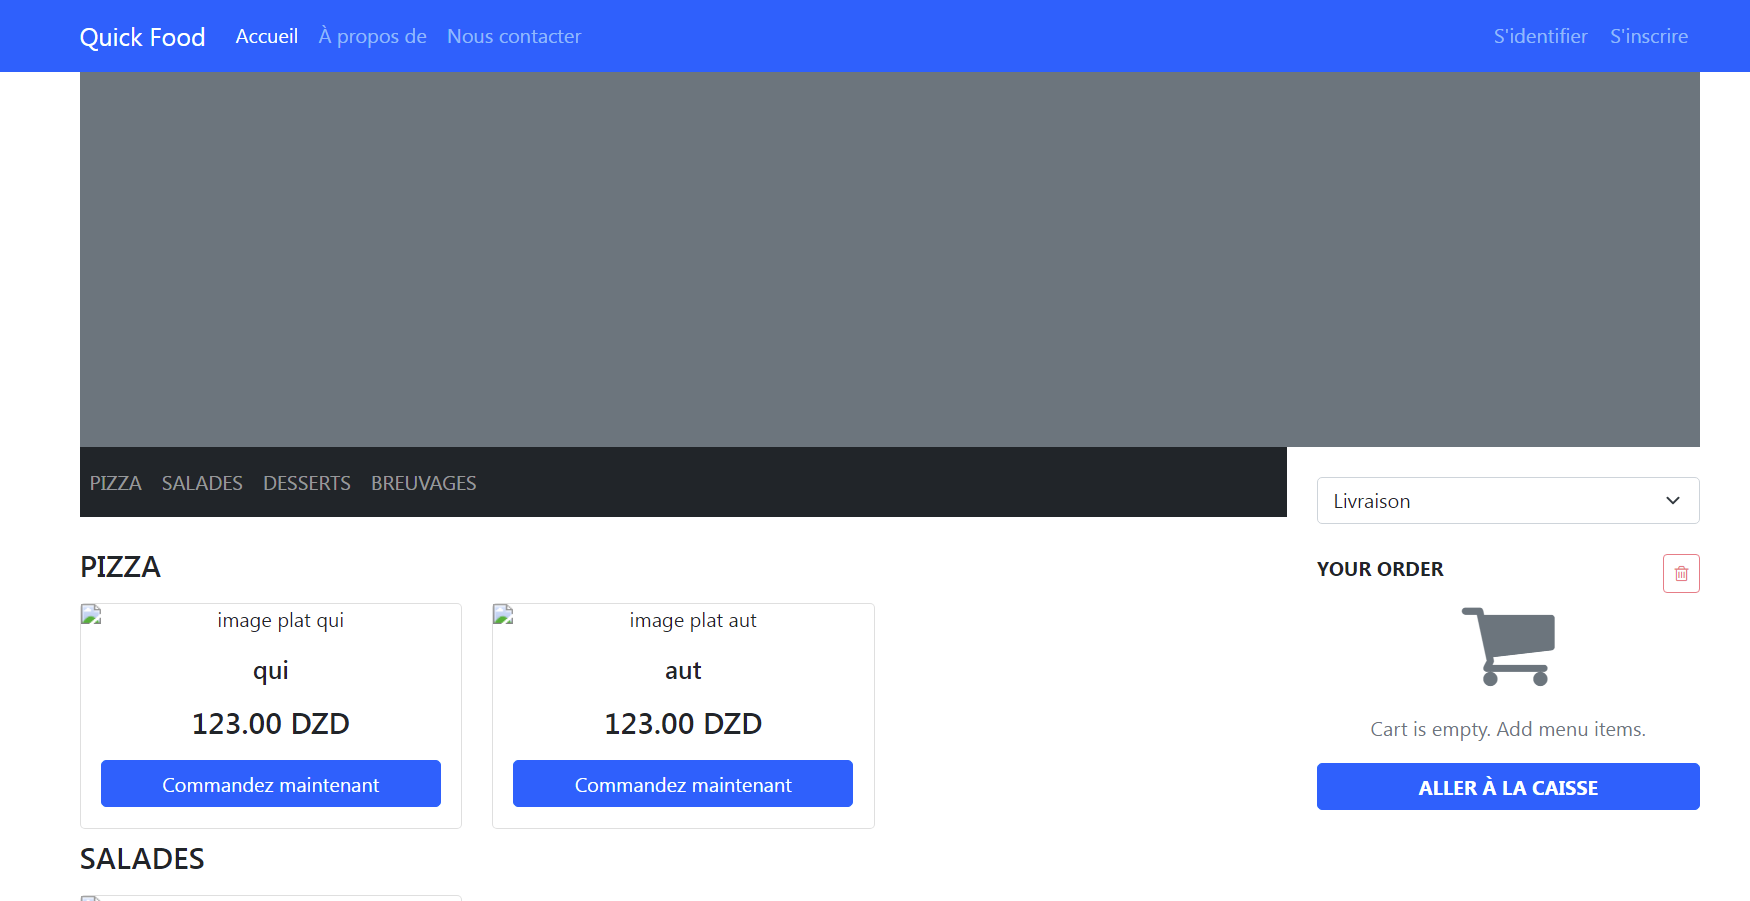 Quick Food Accueil À propos de Nous contacter S'identifier S'inscrire
PIZZA SALADES DESSERTS BREUVAGES
Livraison
PIZZA
YOUR ORDER
image plat qui
image plat aut
qui
aut
123.00 DZD
123.00 DZD
Cart is empty. Add menu items.
Commandez maintenant
Commandez maintenant
ALLER À LA CAISSE
SALADES